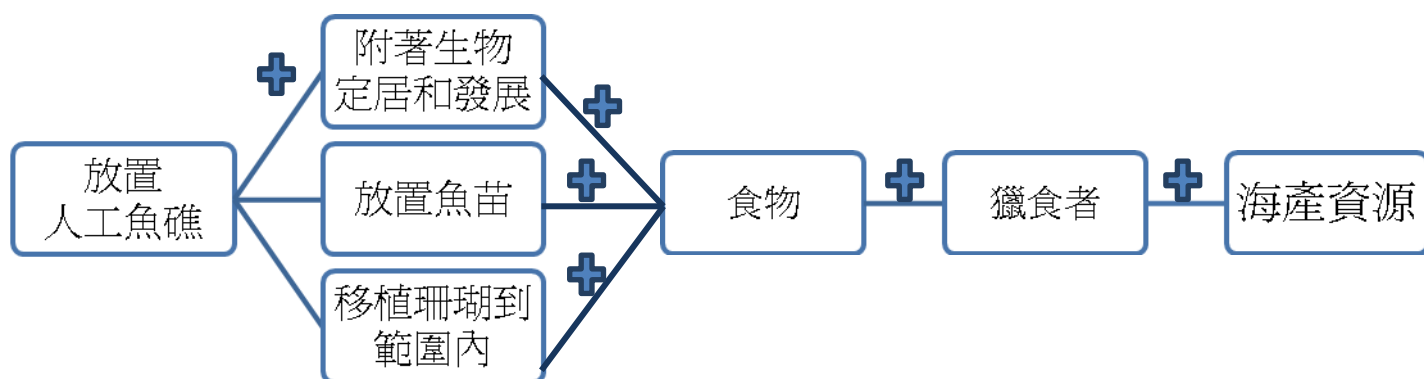 附著生物
定居和發展
放置
人工魚礁
放置魚苗
移植珊瑚到
範圍內
食物
獵食者
海產資源